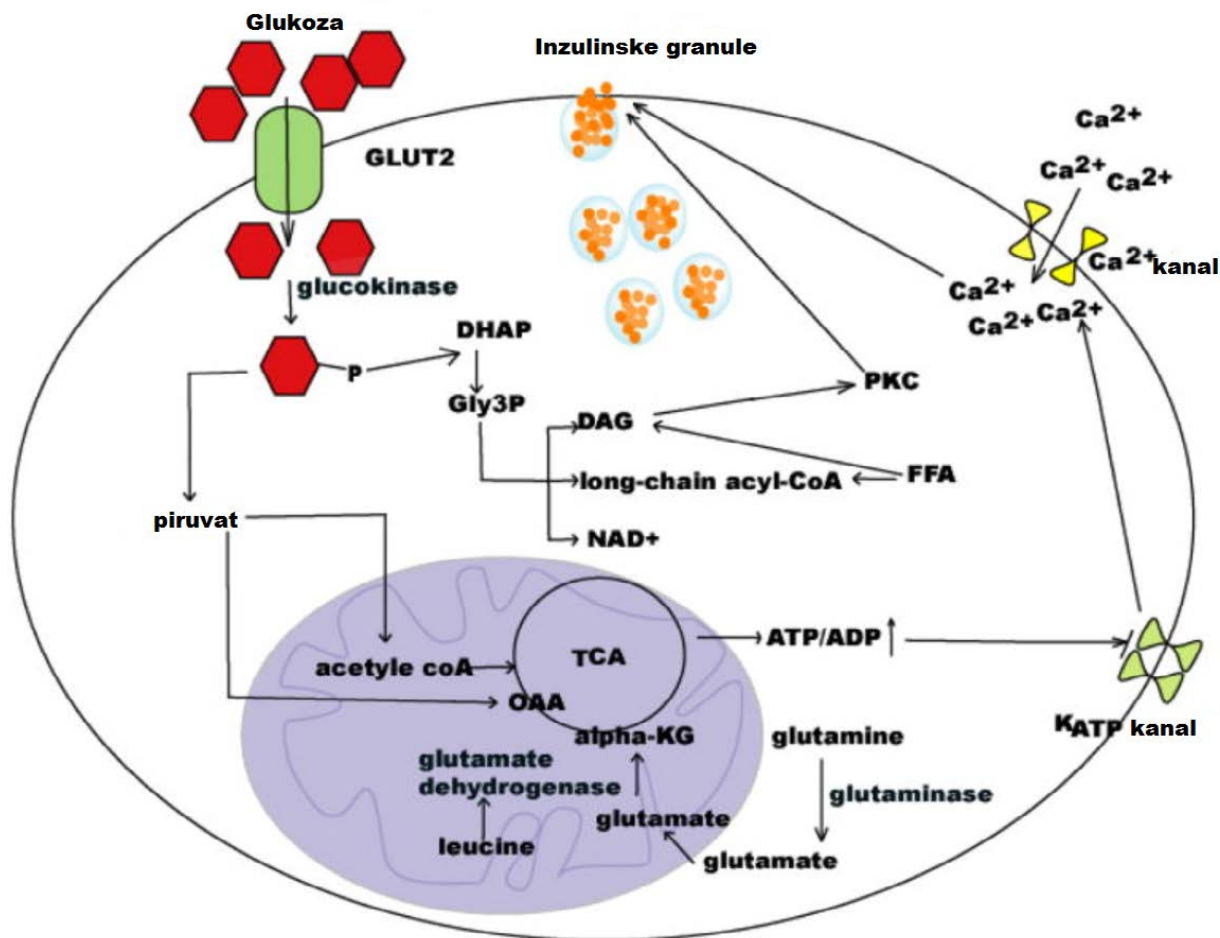 Glukoza
Inzulinske granule
GLUT2
Ca2+
Ca2+
Ca2+
Ca2+ kanal
glucokinase
Ca2+
Ca2+
Ca2+
DHAP
P
PKC
Gly3P
DAG
long-chain acyl-CoA
FFA
piruvat
NAD+
ATP/ADP
TCA
acetyle coA
OAA
KATP kanal
alpha-KG
glutamine
glutamate
dehydrogenase
glutaminase
glutamate
leucine
glutamate